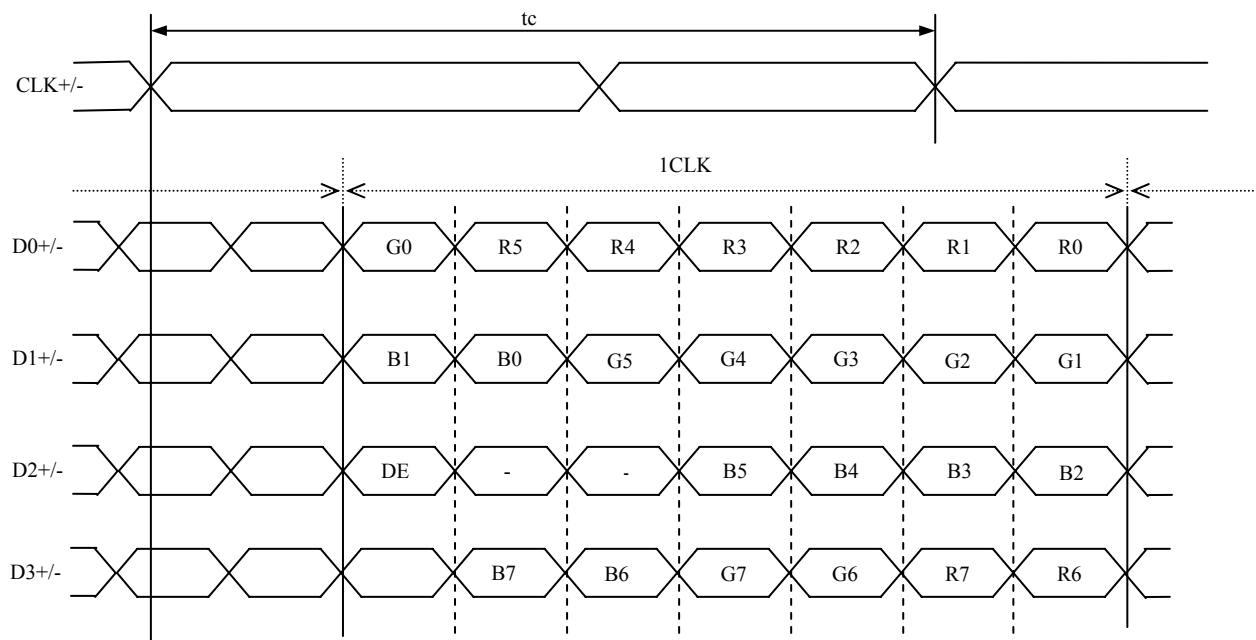 tc
CLK+/-
1CLK
D0+/- G0 R5 R4 R3 R2 R1 R0
D1+/- B1 B0 G5 G4 G3 G2 G1
D2+/- DE - - B5 B4 B3 B2
D3+/- B7 B6 G7 G6 R7 R6